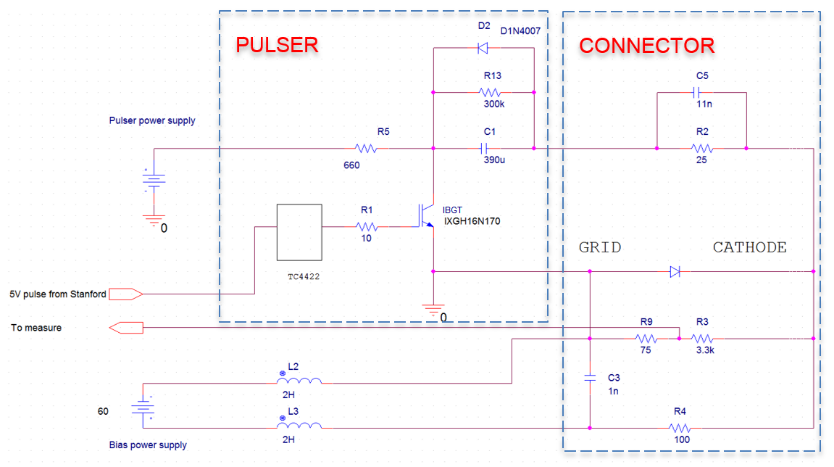 PULSER
CONNECTOR
D2
D1N4007
R13
300k
C5
11n
Pulser power supply
R5
660
C1
390u
R2
25
0
R1
10
IBGT
IXGH16N170
TC4422
GRID
CATHODE
5V pulse from Stanford
0
To measure
R9
75
R3
3.3k
L2
2H
C3
1n
60
L3
2H
R4
100
Bias power supply